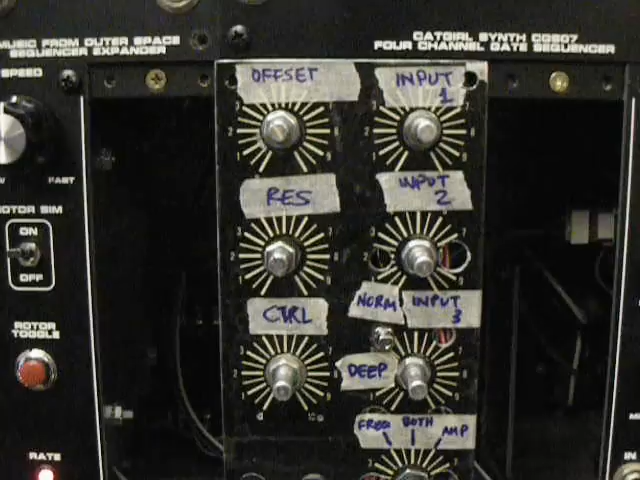 MUSIC FROM OUTER SPACE
SEQUENCER EXPANDER
CATGIRL SYNTH CGS07
FOUR CHANNEL GATE SEQUENCER
SPEED
FAST
ROTOR SIM
ON
OFF
ROTOR
TOGGLE
RATE
OFFSET
INPUT
1
RES
INPUT
2
CTRL
NORM
INPUT
3
DEEP
FREQ BOTH AMP
IN